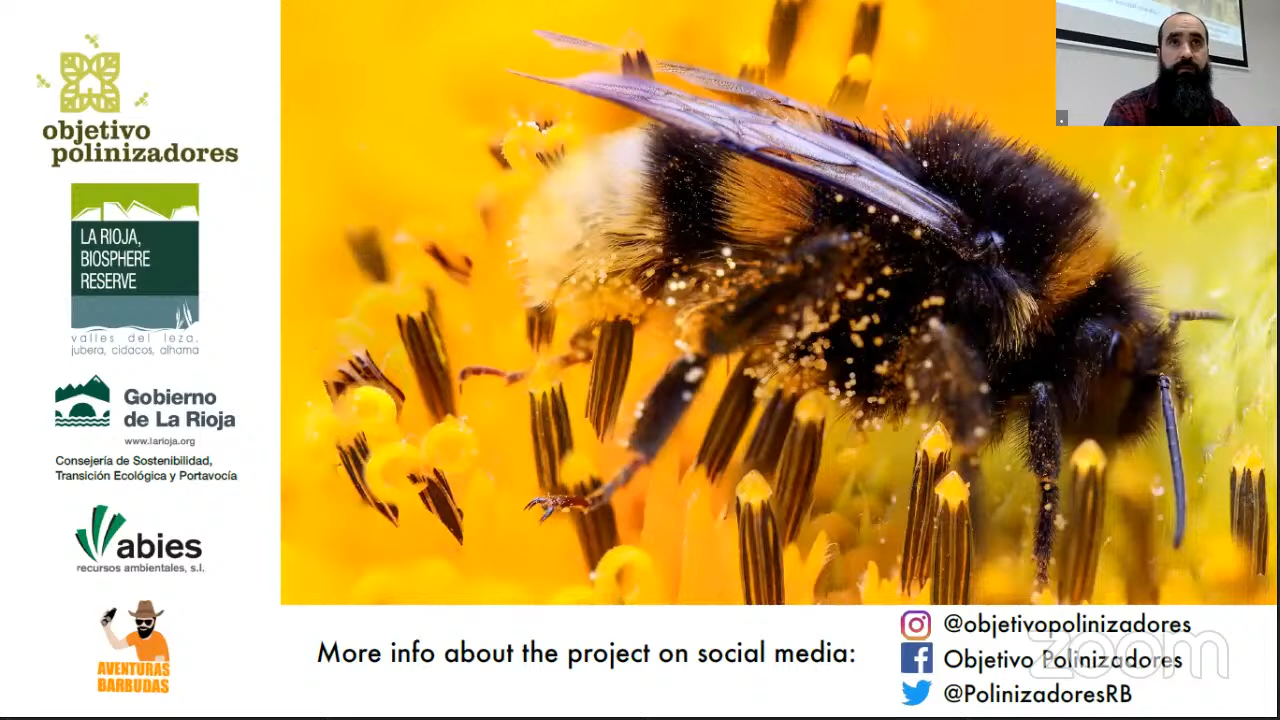 objetivo
polinizadores
LA RIOJA,
BIOSPHERE
RESERVE
valles del leza,
jubera, cidacos, alhama
Gobierno
de La Rioja
www.larioja.org
Consejería de Sostenibilidad,
Transición Ecológica y Portavocía
abies
recursos ambientales, s.l.
AVENTURAS
BARBUDAS
More info about the project on social media:
@objetivopolinizadores
Objetivo Polinizadores
@PolinizadoresRB
zoom